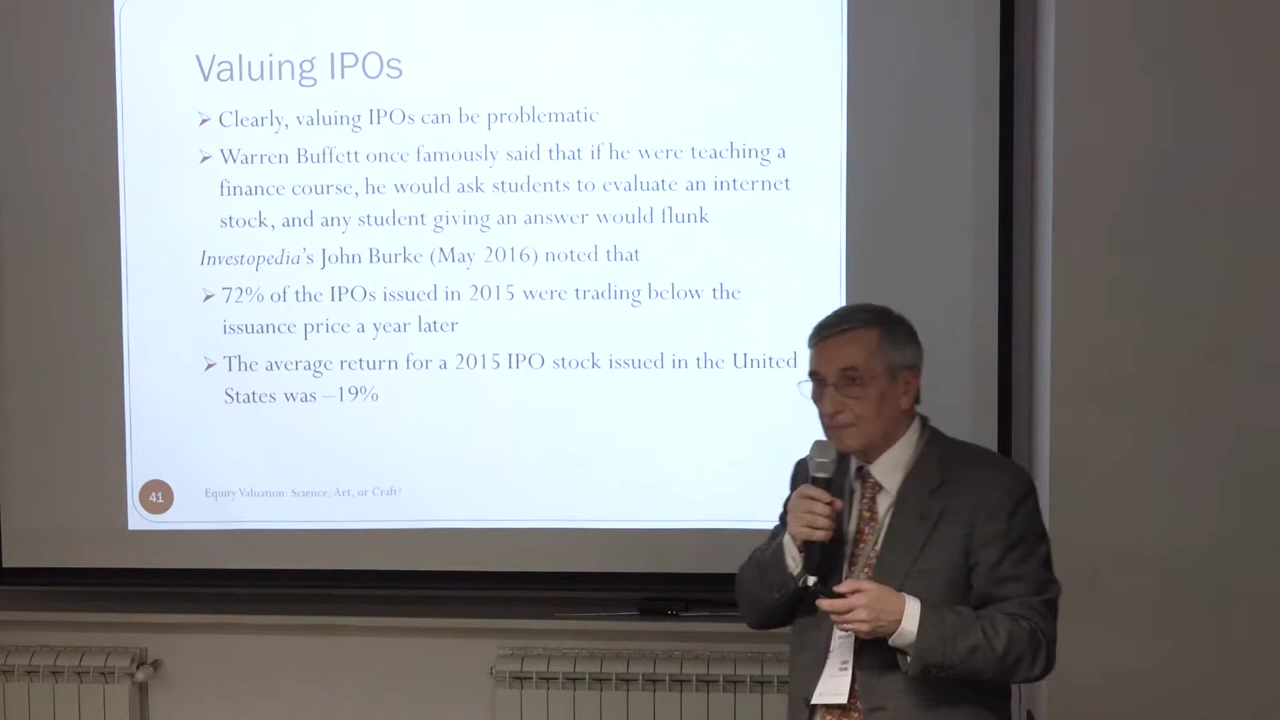 Valuing IPOs
➢ Clearly, valuing IPOs can be problematic
➢ Warren Buffett once famously said that if he were teaching a
finance course, he would ask students to evaluate an internet
stock, and any student giving an answer would flunk
Investopedia's John Burke (May 2016) noted that
➢ 72% of the IPOs issued in 2015 were trading below the
issuance price a year later
➢ The average return for a 2015 IPO stock issued in the United
States was –19%
41
Equity Valuation: Science, Art, or Craft?